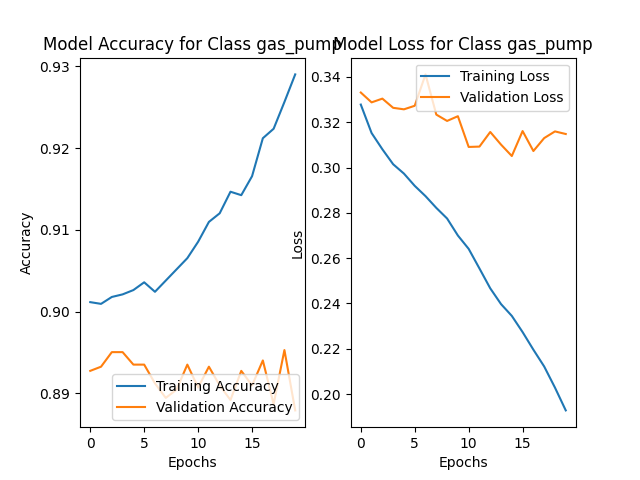 Model Accuracy for Class gas_pump
Model Loss for Class gas_pump
0.93
0.92
0.91
0.90
0.89
Accuracy
Training Accuracy
Validation Accuracy
0 5 10 15
Epochs
0.34
0.32
0.30
0.28
0.26
0.24
0.22
0.20
Loss
Training Loss
Validation Loss
0 5 10 15
Epochs